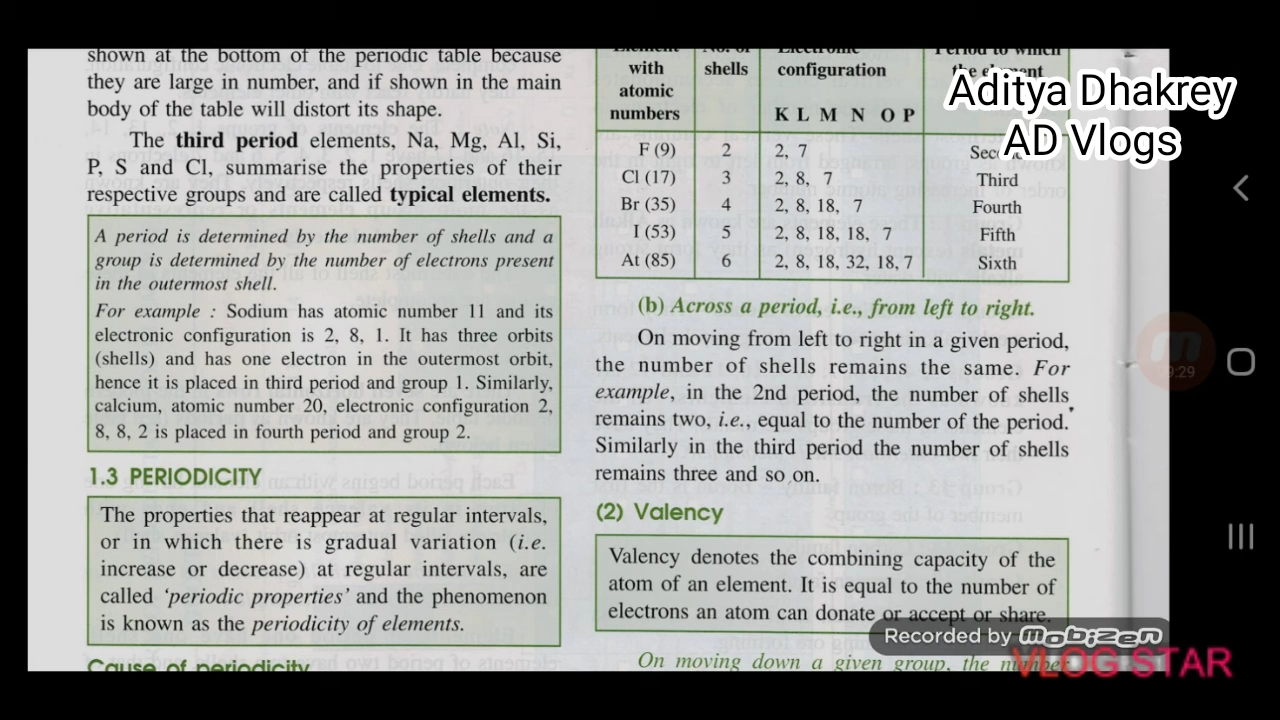 shown at the bottom of the periodic table because
they are large in number, and if shown in the main
body of the table will distort its shape.
The third period elements, Na, Mg, Al, Si,
P, S and Cl, summarise the properties of their
respective groups and are called typical elements.
A period is determined by the number of shells and a
group is determined by the number of electrons present
in the outermost shell.
For example : Sodium has atomic number 11 and its
electronic configuration is 2, 8, 1. It has three orbits
(shells) and has one electron in the outermost orbit,
hence it is placed in third period and group 1. Similarly,
calcium, atomic number 20, electronic configuration 2,
8, 8, 2 is placed in fourth period and group 2.
1.3 PERIODICITY
The properties that reappear at regular intervals,
or in which there is gradual variation (i.e.
increase or decrease) at regular intervals, are
called ‘periodic properties’ and the phenomenon
is known as the periodicity of elements.
Cause of periodicity
Element No. of Electronic Period to which
with shells configuration the element
atomic
numbers K L M N O P
F (9) 2 2, 7 Second
Cl (17) 3 2, 8, 7 Third
Br (35) 4 2, 8, 18, 7 Fourth
I (53) 5 2, 8, 18, 18, 7 Fifth
At (85) 6 2, 8, 18, 32, 18,7 Sixth
(b) Across a period, i.e., from left to right.
On moving from left to right in a given period,
the number of shells remains the same. For
example, in the 2nd period, the number of shells
remains two, i.e., equal to the number of the period.
Similarly in the third period the number of shells
remains three and so on.
(2) Valency
Valency denotes the combining capacity of the
atom of an element. It is equal to the number of
electrons an atom can donate or accept or share.
On moving down a given group, the number
Aditya Dhakrey
AD Vlogs
9:29
Recorded by Mobizen
VLOG STAR